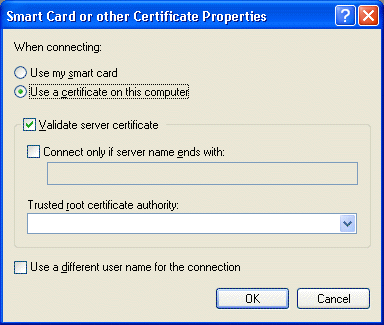 Smart Card or other Certificate Properties
When connecting:
Use my smart card
Use a certificate on this computer
Validate server certificate
Connect only if server name ends with:
Trusted root certificate authority:
Use a different user name for the connection
OK Cancel